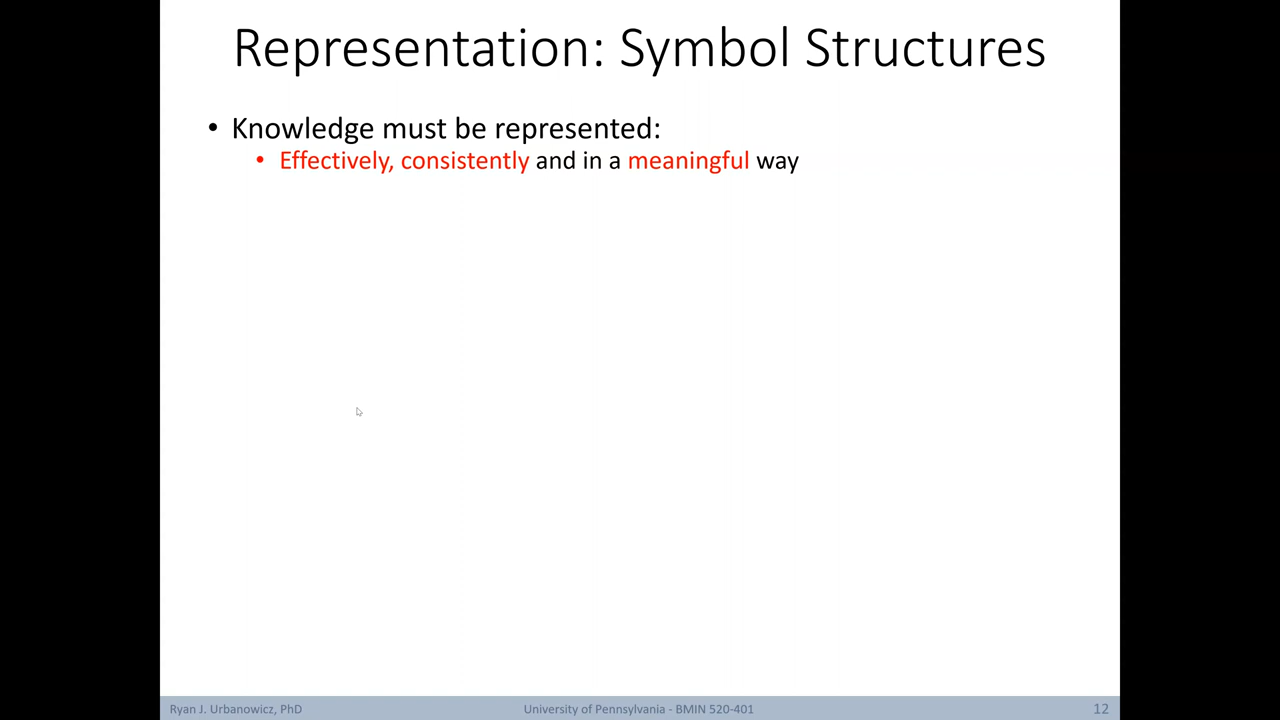 Representation: Symbol Structures
• Knowledge must be represented:
• Effectively, consistently and in a meaningful way
Ryan J. Urbanowicz, PhD
University of Pennsylvania - BMIN 520-401
12